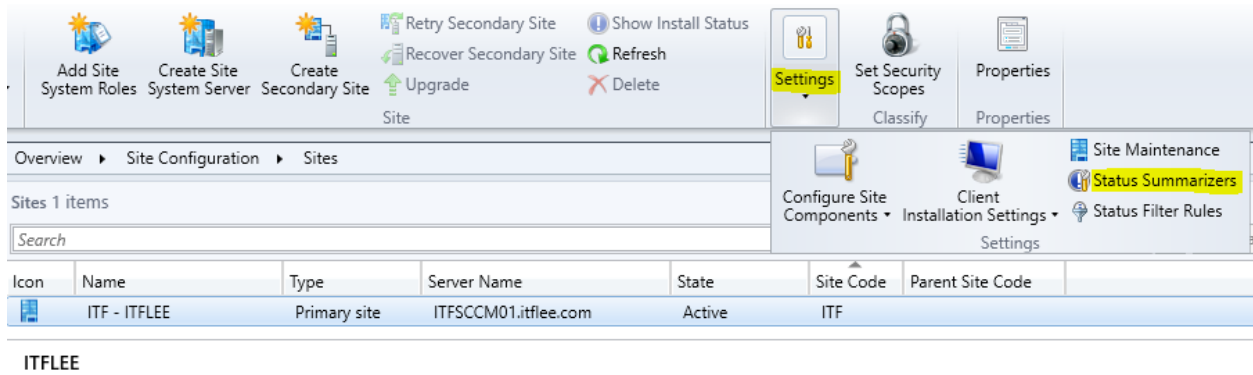 Add Site System Roles
Create Site System Server
Create Secondary Site
Retry Secondary Site
Recover Secondary Site
Upgrade
Show Install Status
Refresh
Delete
Site
Settings
Set Security Scopes
Classify
Properties
Properties
Overview ▸ Site Configuration ▸ Sites
Configure Site Components
Client Installation Settings
Site Maintenance
Status Summarizers
Status Filter Rules
Settings
Sites 1 items
Search
Icon Name Type Server Name State Site Code Parent Site Code
ITF - ITFLEE Primary site ITFSCCM01.itflee.com Active ITF
ITFLEE